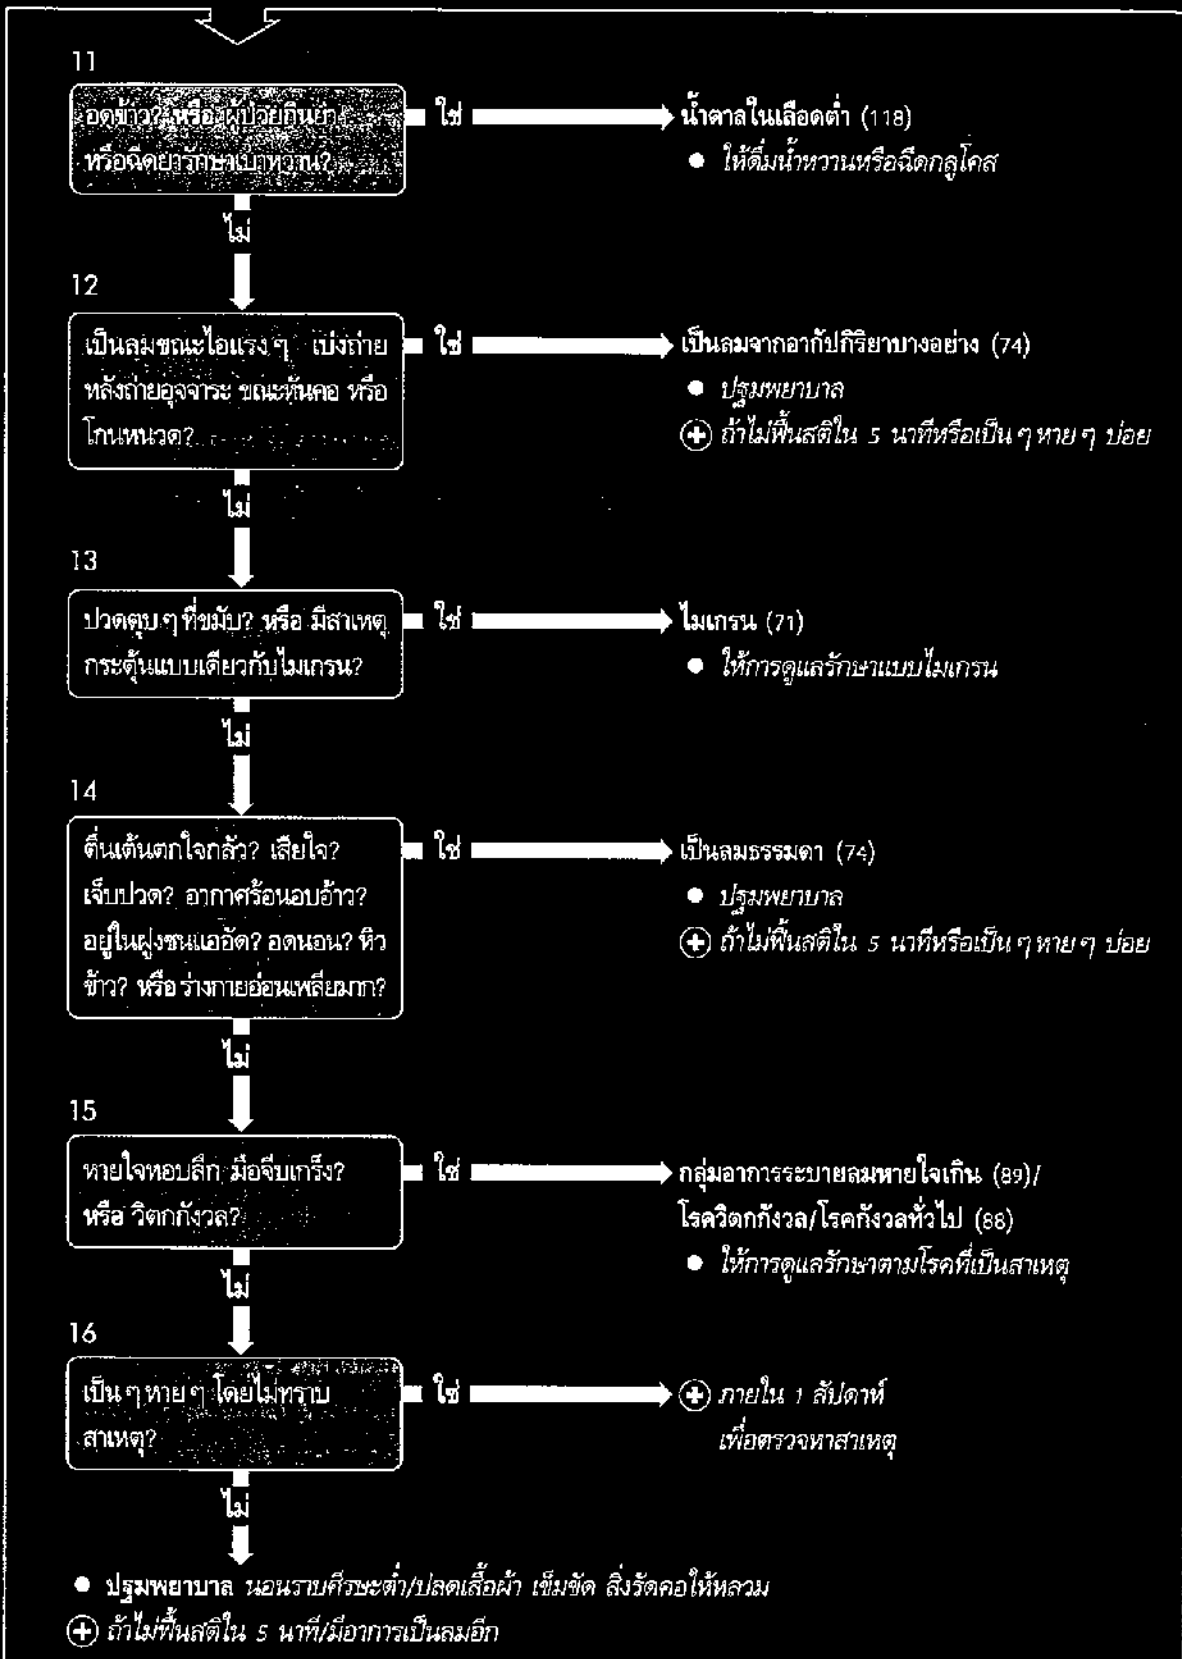 11
อดข้าว? หรือ ผู้ป่วยกินยา
หรือฉีดยารักษาเบาหวาน?
ใช่
น้ำตาลในเลือดต่ำ (118)
● ให้ดื่มน้ำหวานหรือฉีดกลูโคส
ไม่
12
เป็นลมขณะไอแรง ๆ เบ่งถ่าย
หลังถ่ายอุจจาระ ขณะหันคอ หรือ
โกนหนวด?
ใช่
เป็นลมจากอากัปกิริยาบางอย่าง (74)
● ปฐมพยาบาล
⊕ ถ้าไม่ฟื้นสติใน 5 นาทีหรือเป็น ๆ หาย ๆ บ่อย
ไม่
13
ปวดตุบ ๆ ที่ขมับ? หรือ มีสาเหตุ
กระตุ้นแบบเดียวกับไมเกรน?
ใช่
ไมเกรน (71)
● ให้การดูแลรักษาแบบไมเกรน
ไม่
14
ตื่นเต้นตกใจกลัว? เสียใจ?
เจ็บปวด? อากาศร้อนอบอ้าว?
อยู่ในฝูงชนแออัด? อดนอน? หิว
ข้าว? หรือ ร่างกายอ่อนเพลียมาก?
ใช่
เป็นลมธรรมดา (74)
● ปฐมพยาบาล
⊕ ถ้าไม่ฟื้นสติใน 5 นาทีหรือเป็น ๆ หาย ๆ บ่อย
ไม่
15
หายใจหอบลึก มือจีบเกร็ง?
หรือ วิตกกังวล?
ใช่
กลุ่มอาการระบายลมหายใจเกิน (89)/
โรควิตกกังวล/โรคกังวลทั่วไป (88)
● ให้การดูแลรักษาตามโรคที่เป็นสาเหตุ
ไม่
16
เป็น ๆ หาย ๆ โดยไม่ทราบ
สาเหตุ?
ใช่
⊕ ภายใน 1 สัปดาห์
เพื่อตรวจหาสาเหตุ
ไม่
● ปฐมพยาบาล นอนราบศีรษะต่ำ/ปลดเสื้อผ้า เข็มขัด สิ่งรัดคอให้หลวม
⊕ ถ้าไม่ฟื้นสติใน 5 นาที/มีอาการเป็นลมอีก